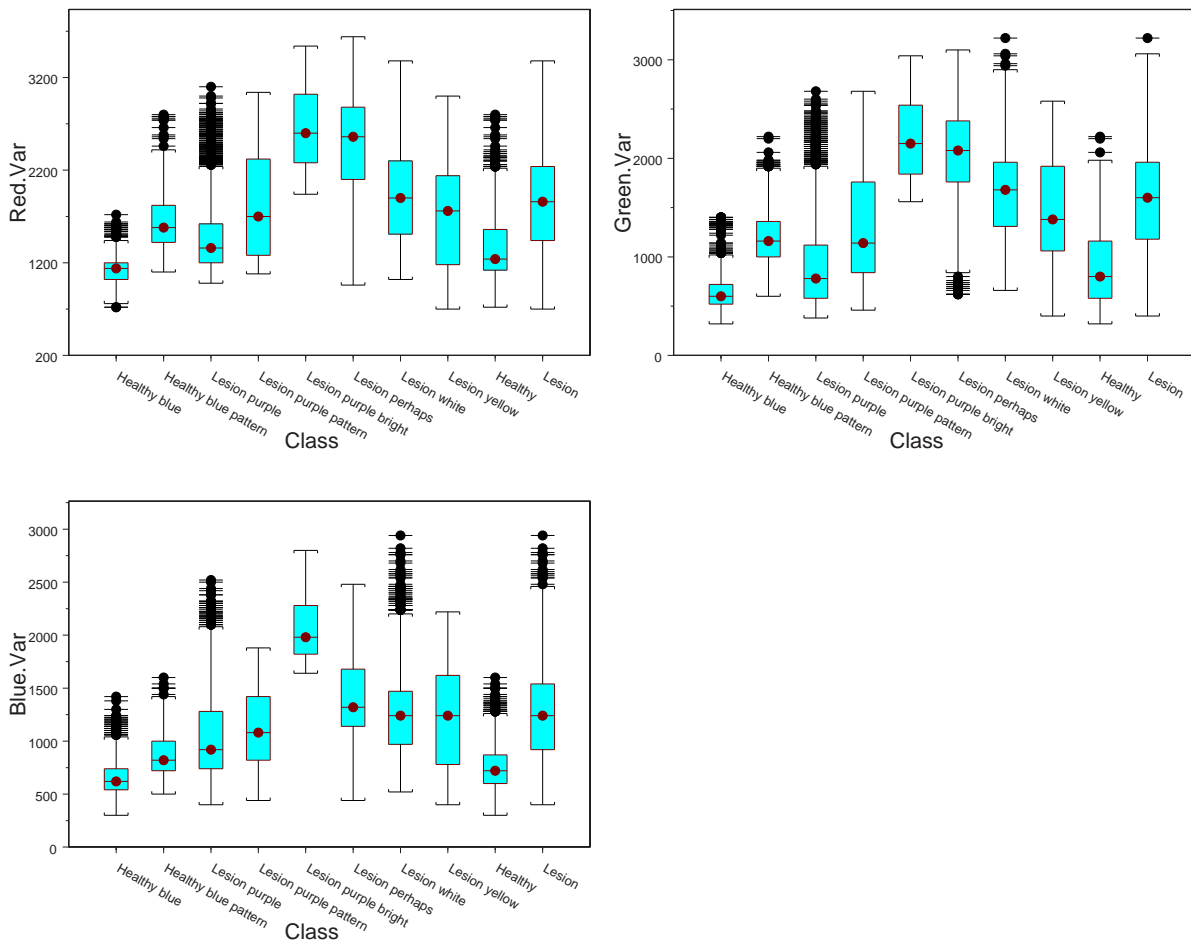 Red.Var
3200
2200
1200
200
Healthy blue
Healthy blue pattern
Lesion purple
Lesion purple pattern
Lesion purple bright
Lesion perhaps
Lesion white
Lesion yellow
Healthy
Lesion
Class
Green.Var
3000
2000
1000
0
Healthy blue
Healthy blue pattern
Lesion purple
Lesion purple pattern
Lesion purple bright
Lesion perhaps
Lesion white
Lesion yellow
Healthy
Lesion
Class
Blue.Var
3000
2500
2000
1500
1000
500
0
Healthy blue
Healthy blue pattern
Lesion purple
Lesion purple pattern
Lesion purple bright
Lesion perhaps
Lesion white
Lesion yellow
Healthy
Lesion
Class